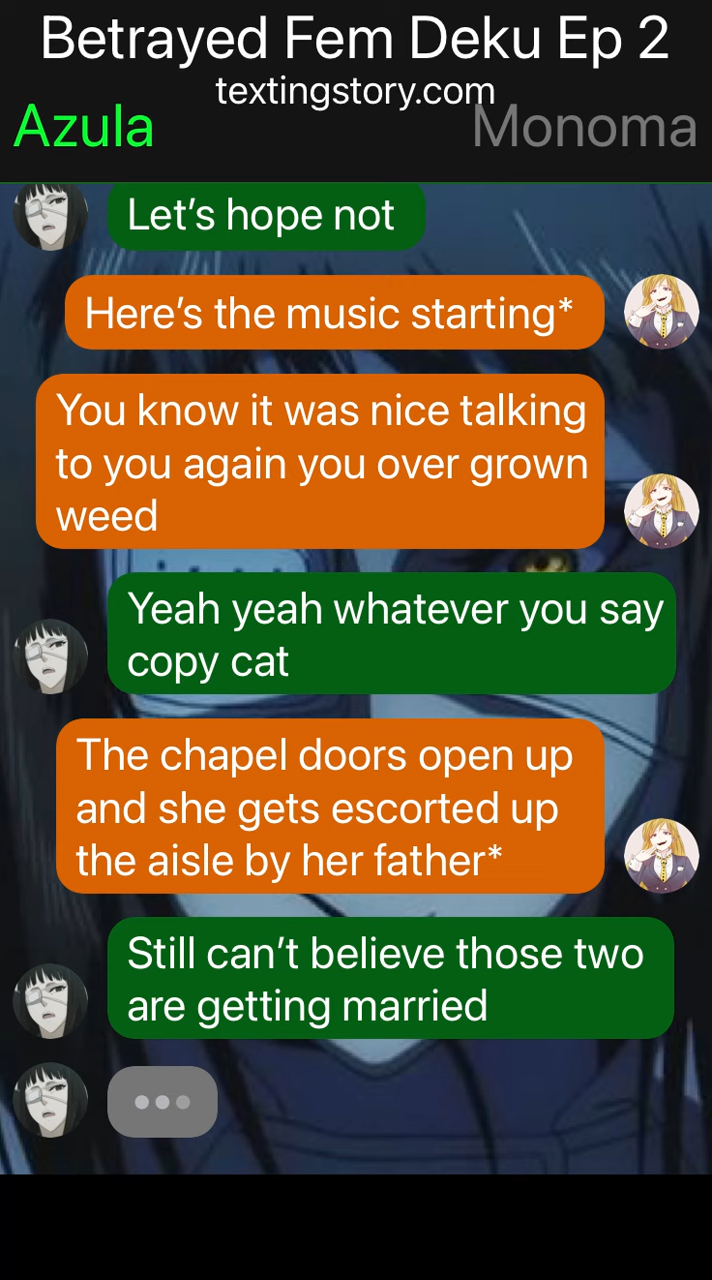 Betrayed Fem Deku Ep 2
textingstory.com
Azula
Monoma
Let’s hope not
Here’s the music starting*
You know it was nice talking
to you again you over grown
weed
Yeah yeah whatever you say
copy cat
The chapel doors open up
and she gets escorted up
the aisle by her father*
Still can’t believe those two
are getting married